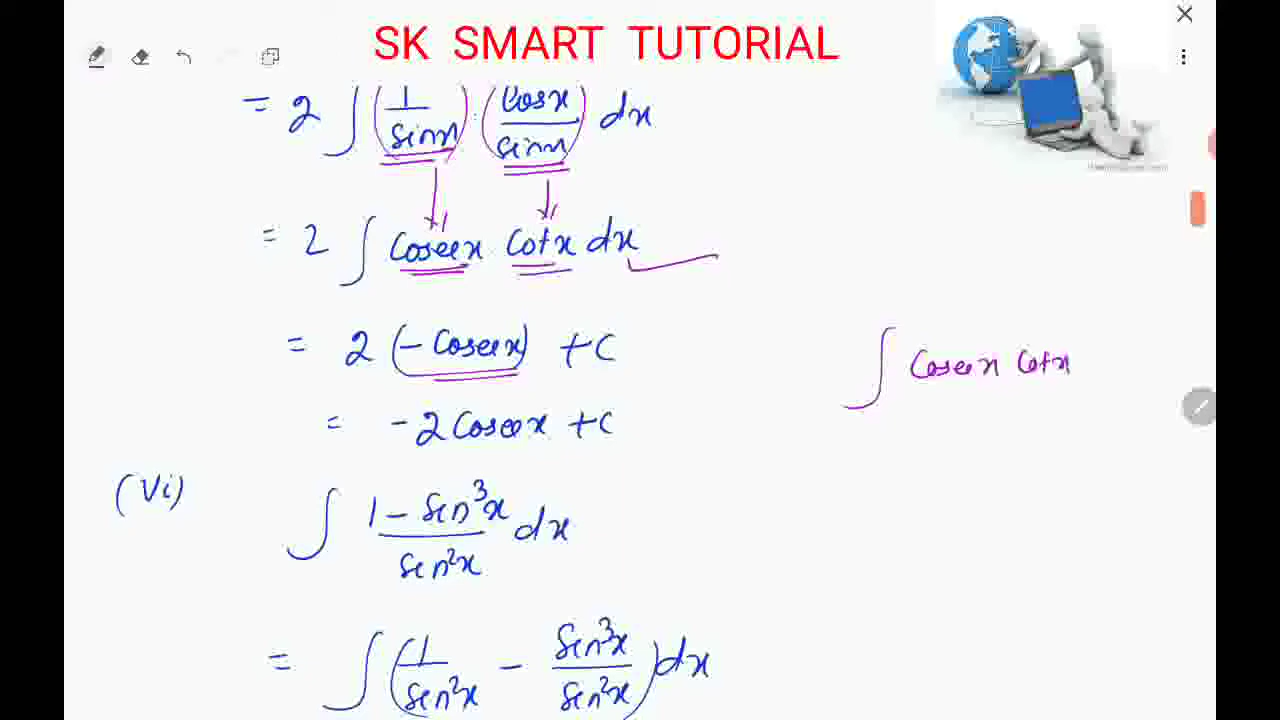 SK SMART TUTORIAL
= 2 ∫ (1/sinx) · (cosx/sinx) dx
= 2 ∫ Cosecx Cotx dx
= 2 (-Cosecx) + C
∫ Cosecx Cotx
= -2 Cosecx + C
(Vi) ∫ (1 - Sin³x)/(Sin²x) dx
= ∫ (1/Sin²x - Sin³x/Sin²x) dx